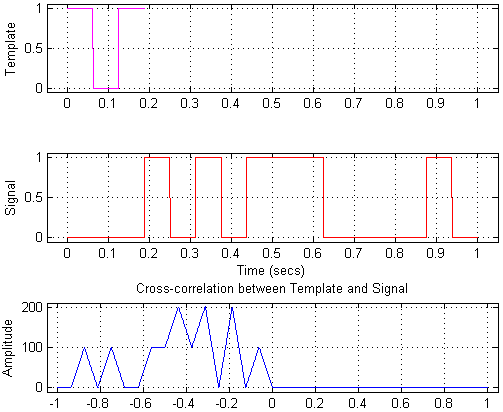 Template
1
0.5
0
0 0.1 0.2 0.3 0.4 0.5 0.6 0.7 0.8 0.9 1
Signal
1
0.5
0
0 0.1 0.2 0.3 0.4 0.5 0.6 0.7 0.8 0.9 1
Time (secs)
Cross-correlation between Template and Signal
Amplitude
200
100
0
-1 -0.8 -0.6 -0.4 -0.2 0 0.2 0.4 0.6 0.8 1